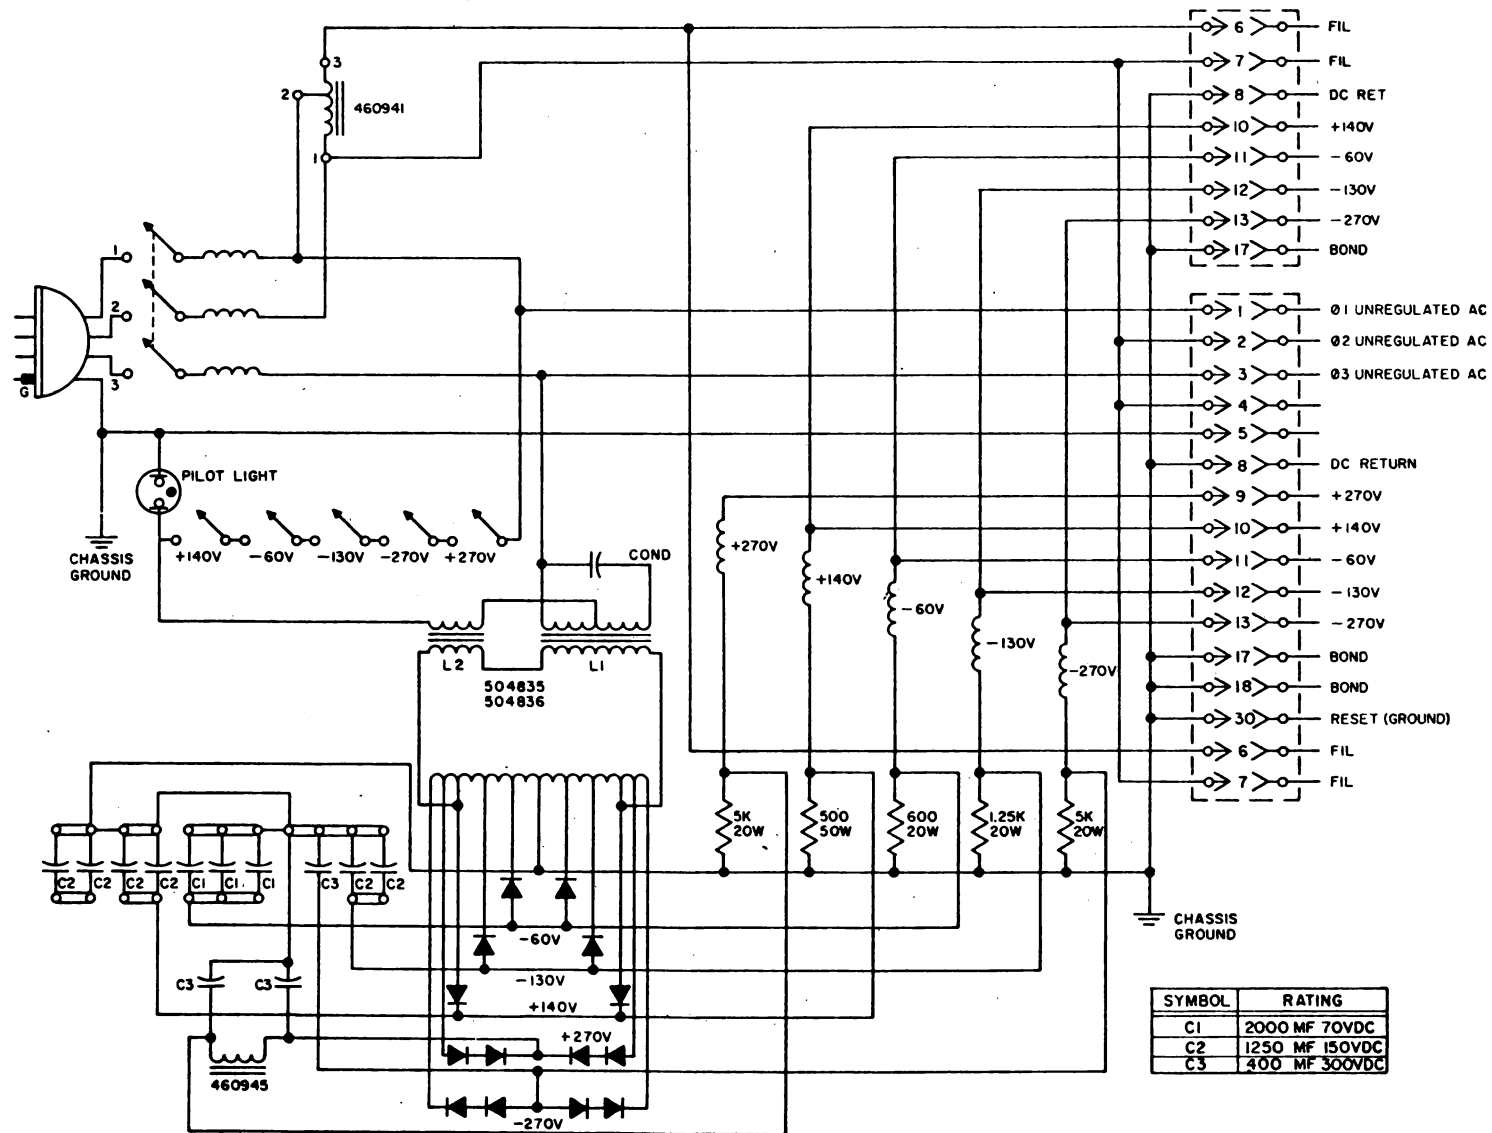 6 FIL
3
7 FIL
2 460941
8 DC RET
10 +140V
1
11 -60V
12 -130V
13 -270V
1
17 BOND
2
1 Ø1 UNREGULATED AC
2 Ø2 UNREGULATED AC
3 Ø3 UNREGULATED AC
G 3
4
5
PILOT LIGHT
8 DC RETURN
9 +270V
10 +140V
+140V -60V -130V -270V +270V
CHASSIS
GROUND
COND
+270V
11 -60V
+140V
12 -130V
-60V
13 -270V
-130V
17 BOND
L2 L1
-270V
504835
504836
18 BOND
30 RESET (GROUND)
6 FIL
7 FIL
5K
20W
500
50W
600
20W
1.25K
20W
5K
20W
C2 C2 C2 C2 C1 C1 C1 C3 C2 C2
CHASSIS
GROUND
-60V
-130V
C3 C3
+140V
+270V
460945
-270V
SYMBOL RATING
C1 2000 MF 70VDC
C2 1250 MF 150VDC
C3 400 MF 300VDC